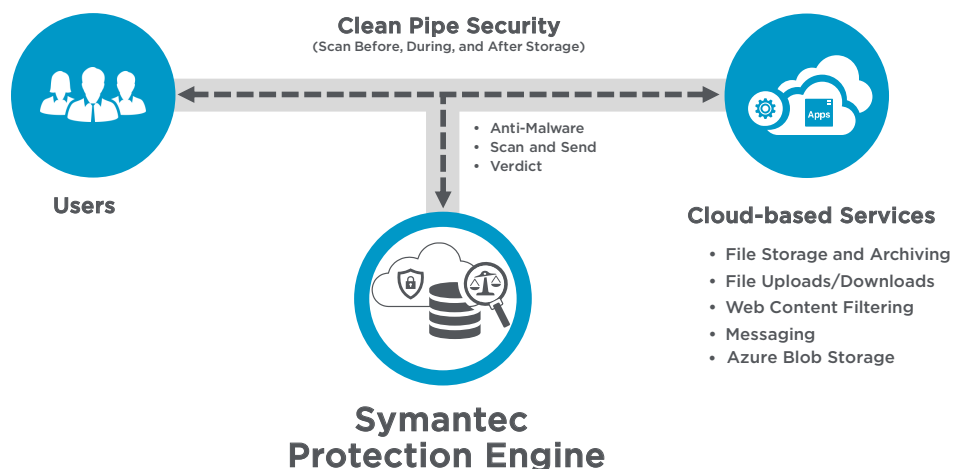 Clean Pipe Security
(Scan Before, During, and After Storage)
Apps
• Anti-Malware
• Scan and Send
• Verdict
Users
Cloud-based Services
• File Storage and Archiving
• File Uploads/Downloads
• Web Content Filtering
• Messaging
• Azure Blob Storage
Symantec
Protection Engine